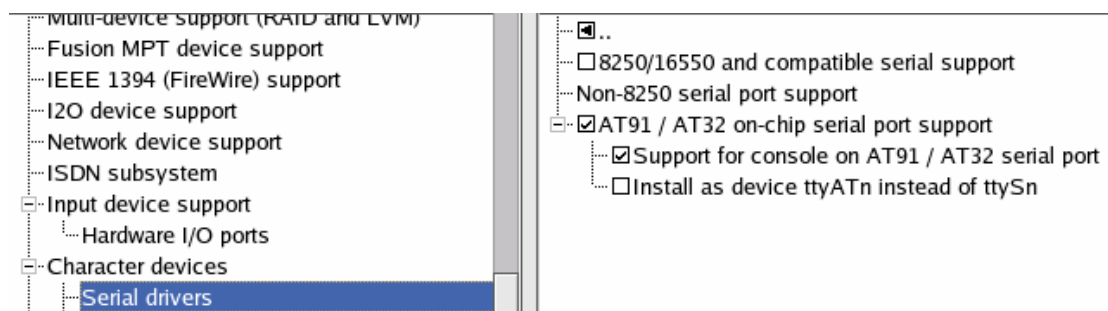 Multi-device support (RAID and LVM)
Fusion MPT device support
IEEE 1394 (FireWire) support
I2O device support
Network device support
ISDN subsystem
Input device support
Hardware I/O ports
Character devices
Serial drivers
..
8250/16550 and compatible serial support
Non-8250 serial port support
AT91 / AT32 on-chip serial port support
Support for console on AT91 / AT32 serial port
Install as device ttyATn instead of ttySn